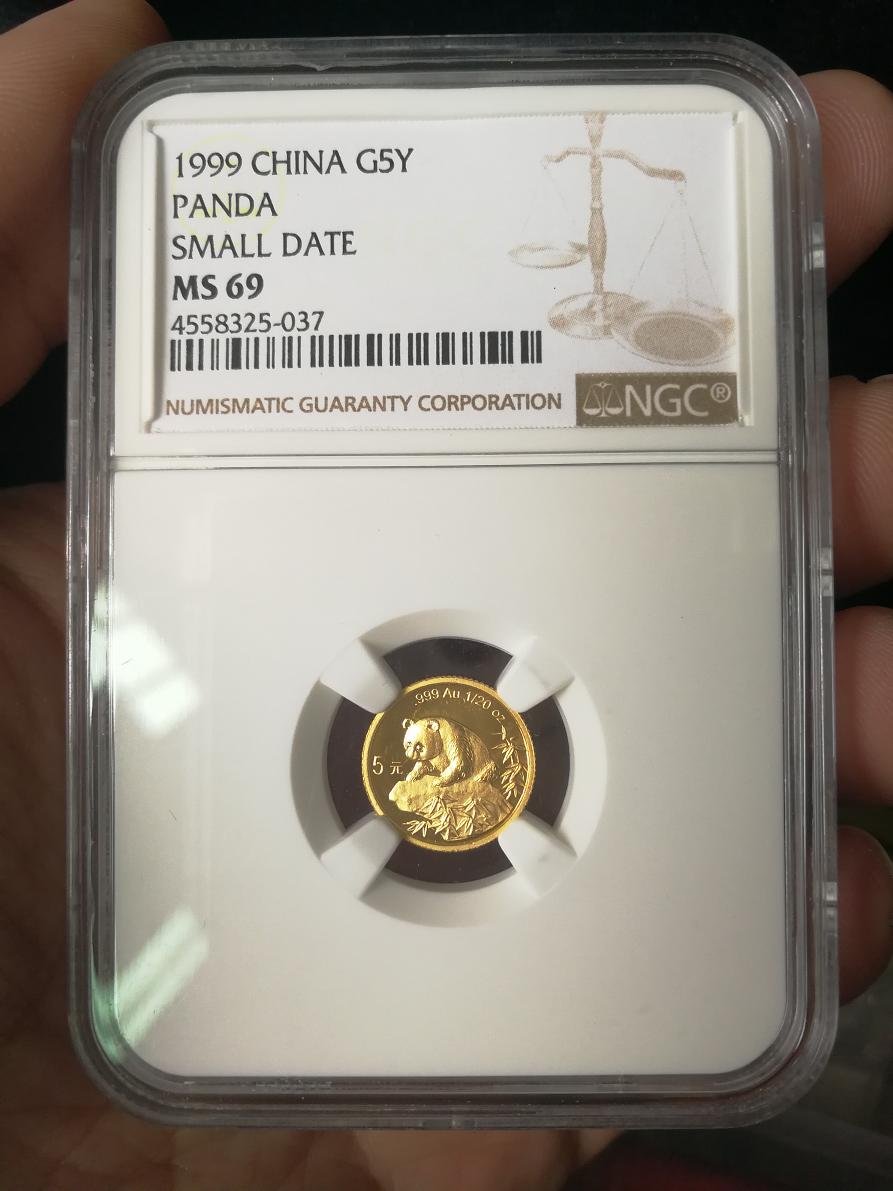 1999 CHINA G5Y
PANDA
SMALL DATE
MS 69
4558325-037
NUMISMATIC GUARANTY CORPORATION
NGC®
.999 Au 1/20 oz
5元